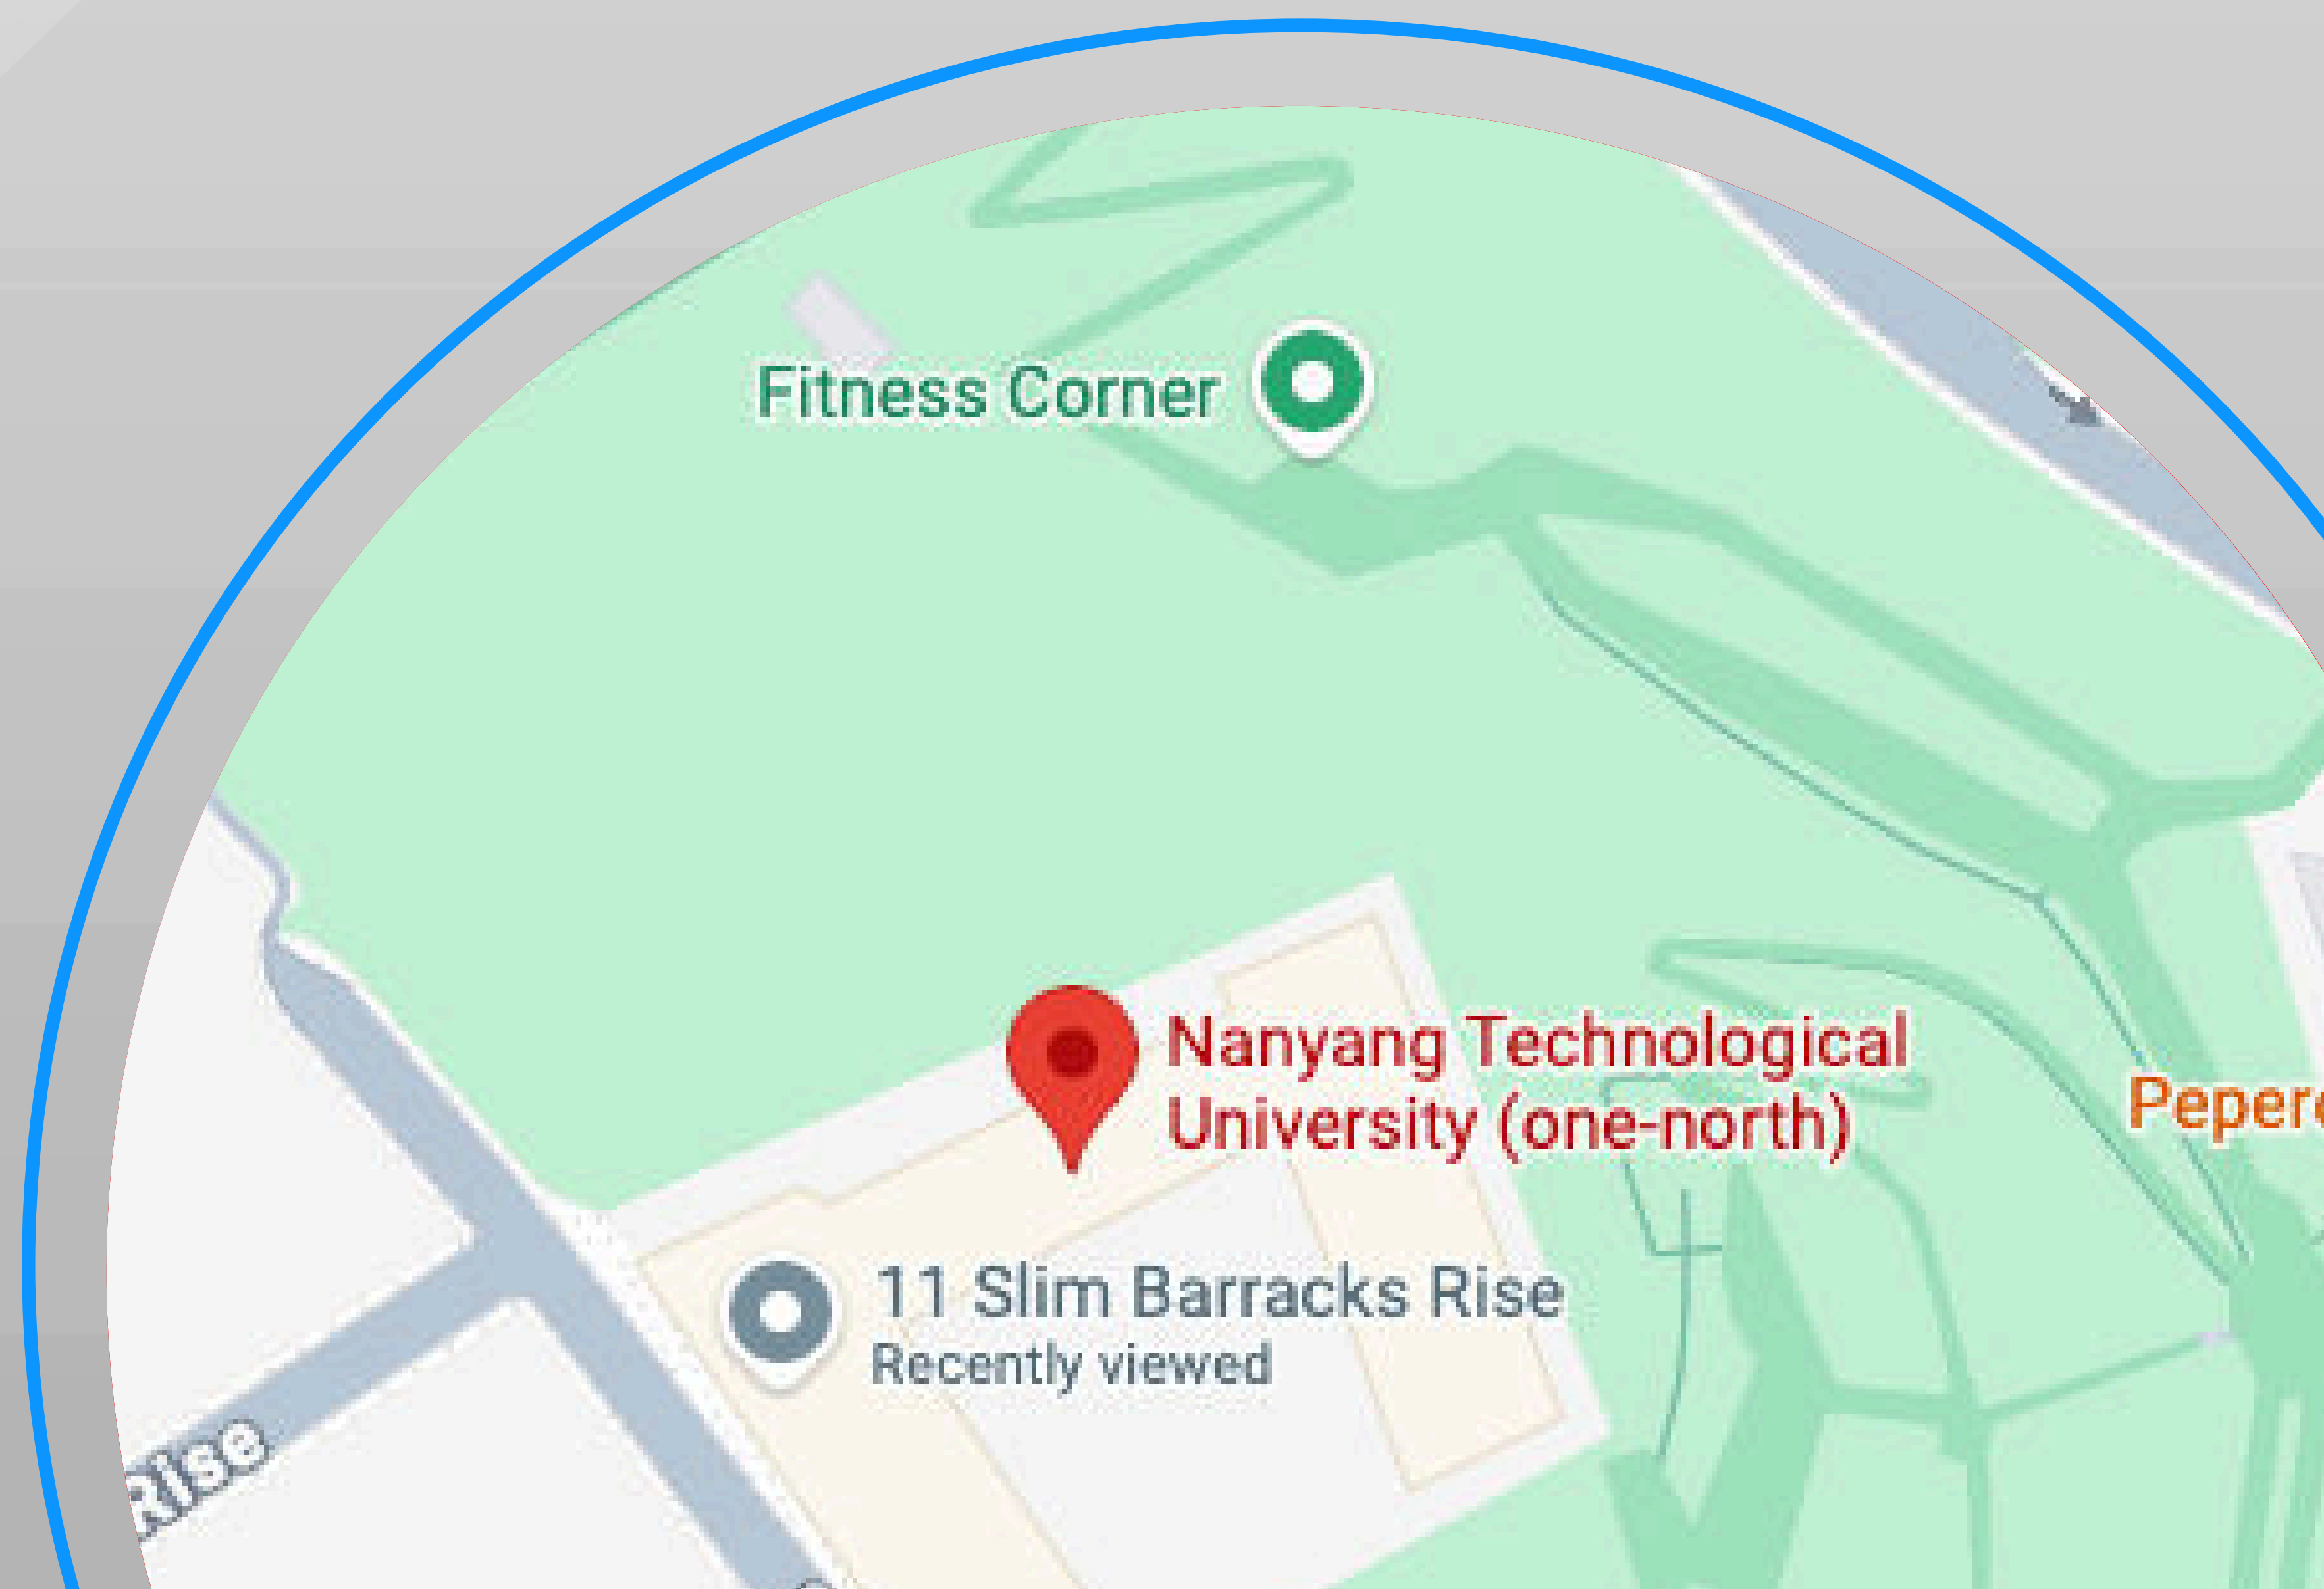 Fitness Corner
Nanyang Technological
University (one-north)
11 Slim Barracks Rise
Recently viewed
Rise